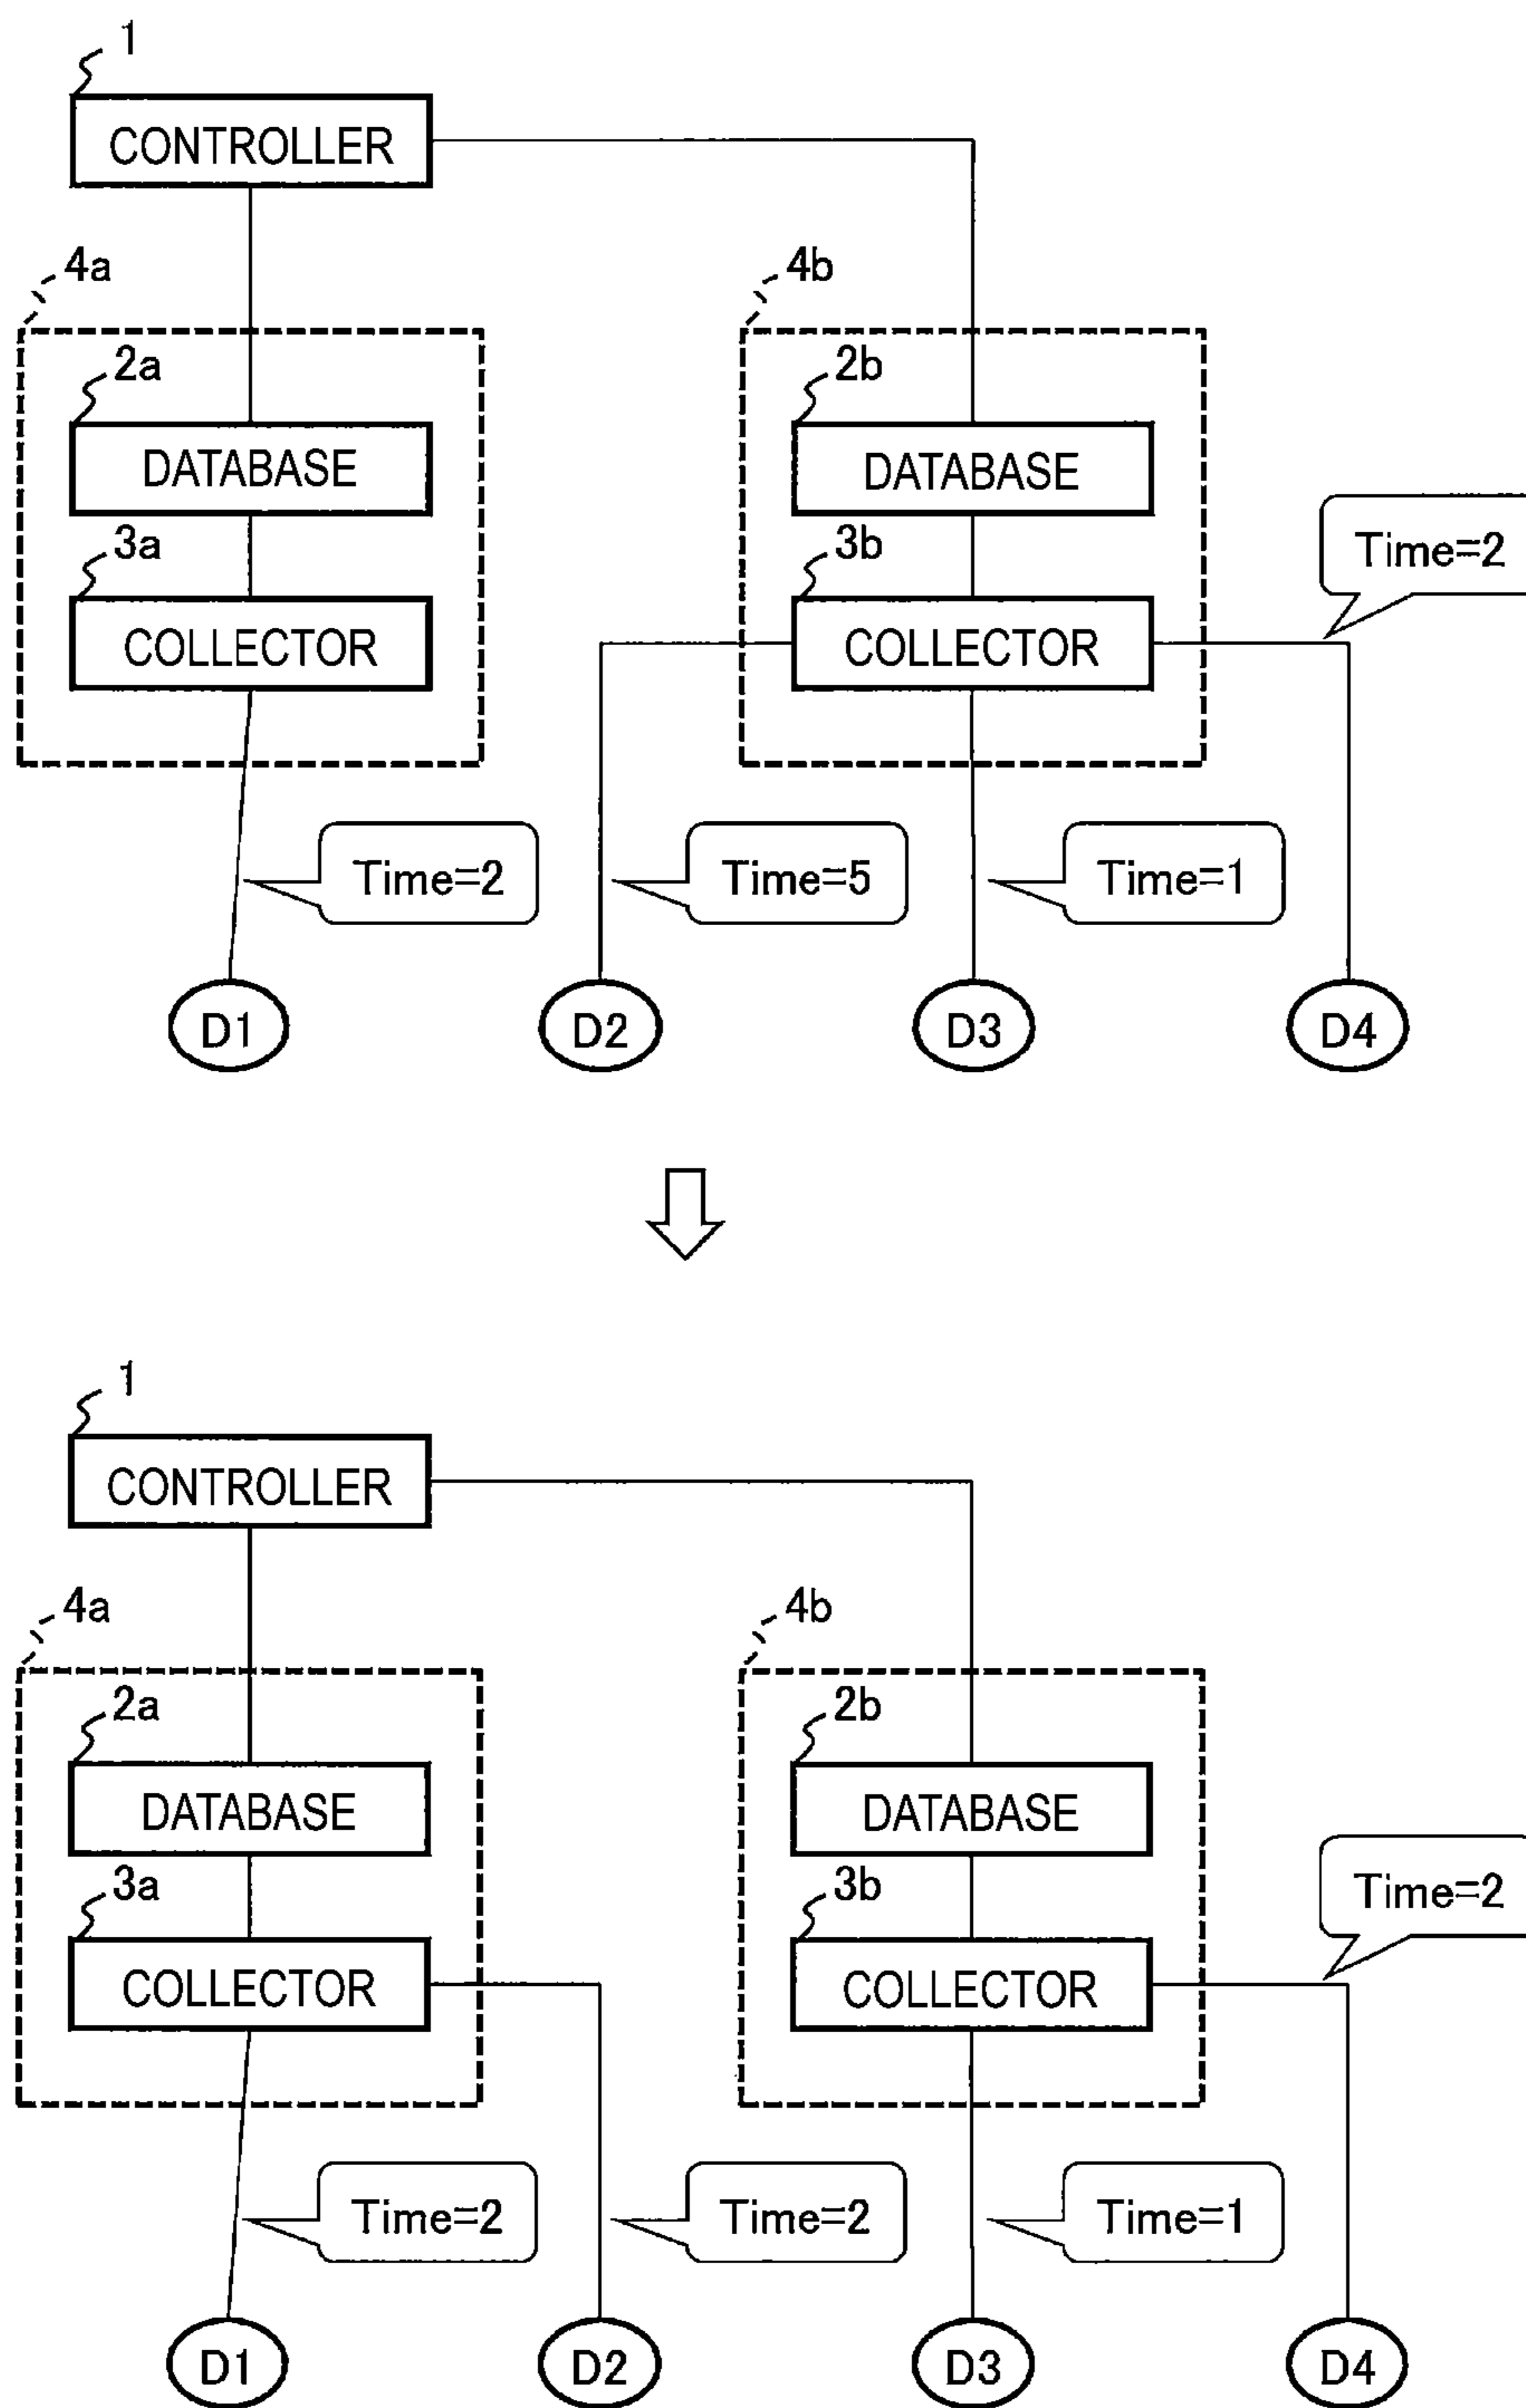 1
CONTROLLER
4a
4b
2a
2b
DATABASE
DATABASE
3a
3b
Time=2
COLLECTOR
COLLECTOR
Time=2
Time=5
Time=1
D1
D2
D3
D4
1
CONTROLLER
4a
4b
2a
2b
DATABASE
DATABASE
3a
3b
Time=2
COLLECTOR
COLLECTOR
Time=2
Time=2
Time=1
D1
D2
D3
D4